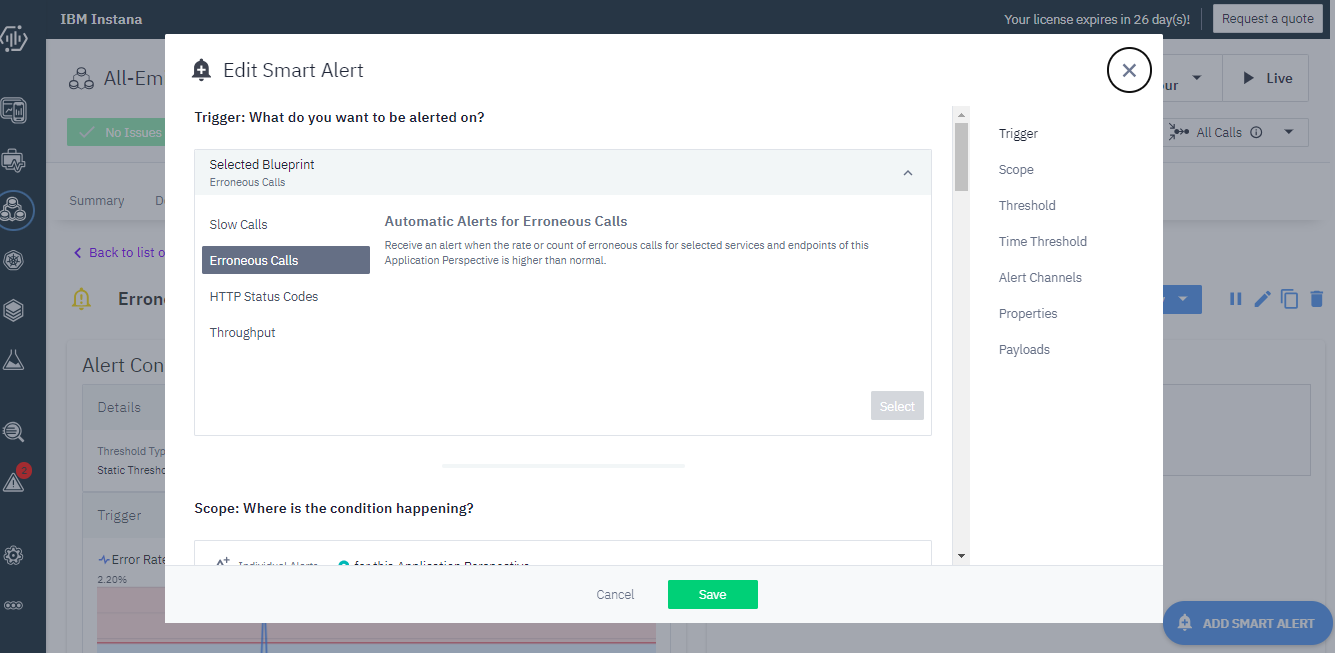 IBM Instana
Your license expires in 26 day(s)!
Request a quote
All-Em
No Issues
Live
All Calls
Summary
Back to list o
Erron
Alert Con
Details
Threshold Typ
Static Thresho
Trigger
Error Rate
2.20%
2
Edit Smart Alert
Trigger: What do you want to be alerted on?
Selected Blueprint
Erroneous Calls
Slow Calls
Erroneous Calls
HTTP Status Codes
Throughput
Automatic Alerts for Erroneous Calls
Receive an alert when the rate or count of erroneous calls for selected services and endpoints of this
Application Perspective is higher than normal.
Select
Scope: Where is the condition happening?
Individual Alerts
for this Application Perspective
Trigger
Scope
Threshold
Time Threshold
Alert Channels
Properties
Payloads
Cancel
Save
ADD SMART ALERT